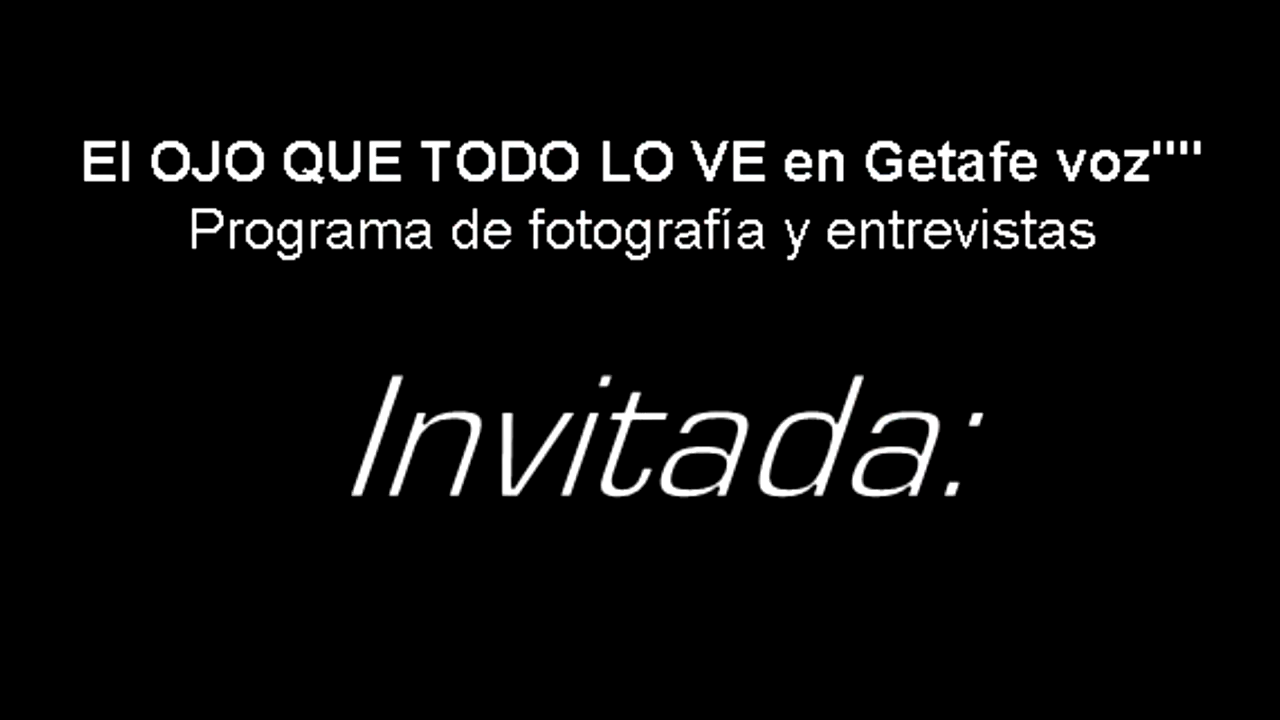 El OJO QUE TODO LO VE en Getafe voz""
Programa de fotografía y entrevistas
Invitada: